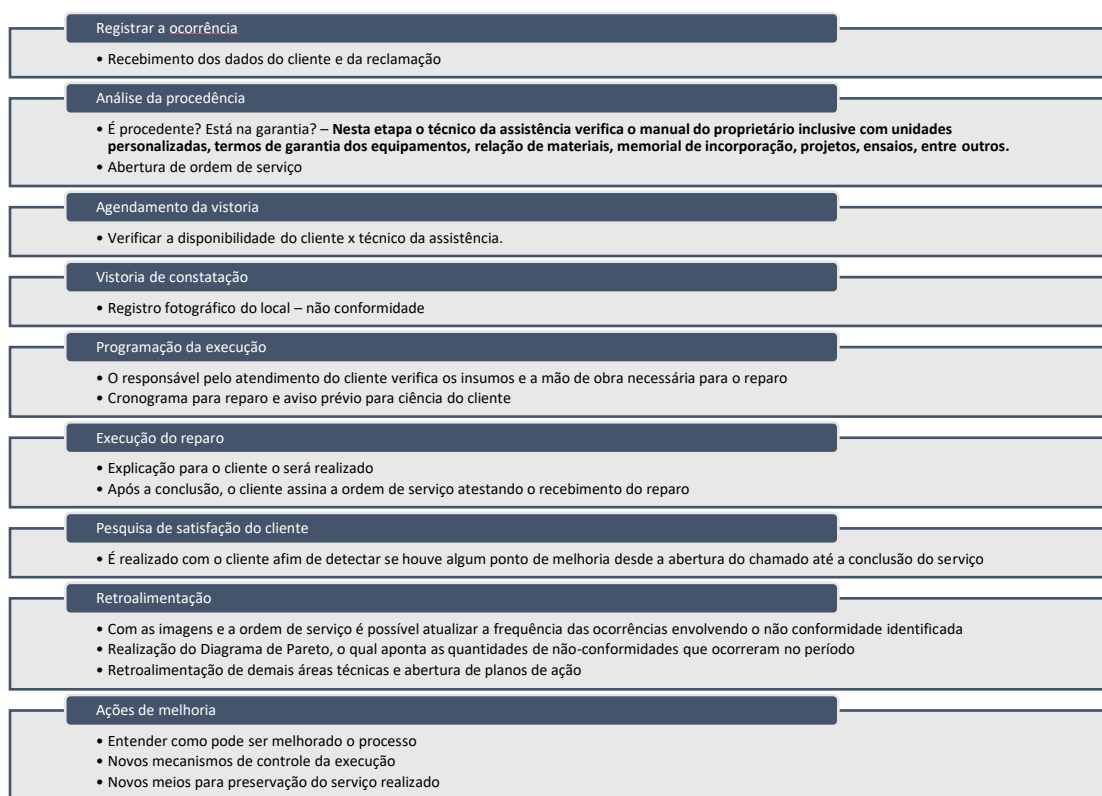 Registrar a ocorrência
• Recebimento dos dados do cliente e da reclamação
Análise da procedência
• É procedente? Está na garantia? – Nesta etapa o técnico da assistência verifica o manual do proprietário inclusive com unidades
personalizadas, termos de garantia dos equipamentos, relação de materiais, memorial de incorporação, projetos, ensaios, entre outros.
• Abertura de ordem de serviço
Agendamento da vistoria
• Verificar a disponibilidade do cliente x técnico da assistência.
Vistoria de constatação
• Registro fotográfico do local – não conformidade
Programação da execução
• O responsável pelo atendimento do cliente verifica os insumos e a mão de obra necessária para o reparo
• Cronograma para reparo e aviso prévio para ciência do cliente
Execução do reparo
• Explicação para o cliente o será realizado
• Após a conclusão, o cliente assina a ordem de serviço atestando o recebimento do reparo
Pesquisa de satisfação do cliente
• É realizado com o cliente afim de detectar se houve algum ponto de melhoria desde a abertura do chamado até a conclusão do serviço
Retroalimentação
• Com as imagens e a ordem de serviço é possível atualizar a frequência das ocorrências envolvendo o não conformidade identificada
• Realização do Diagrama de Pareto, o qual aponta as quantidades de não-conformidades que ocorreram no período
• Retroalimentação de demais áreas técnicas e abertura de planos de ação
Ações de melhoria
• Entender como pode ser melhorado o processo
• Novos mecanismos de controle da execução
• Novos meios para preservação do serviço realizado